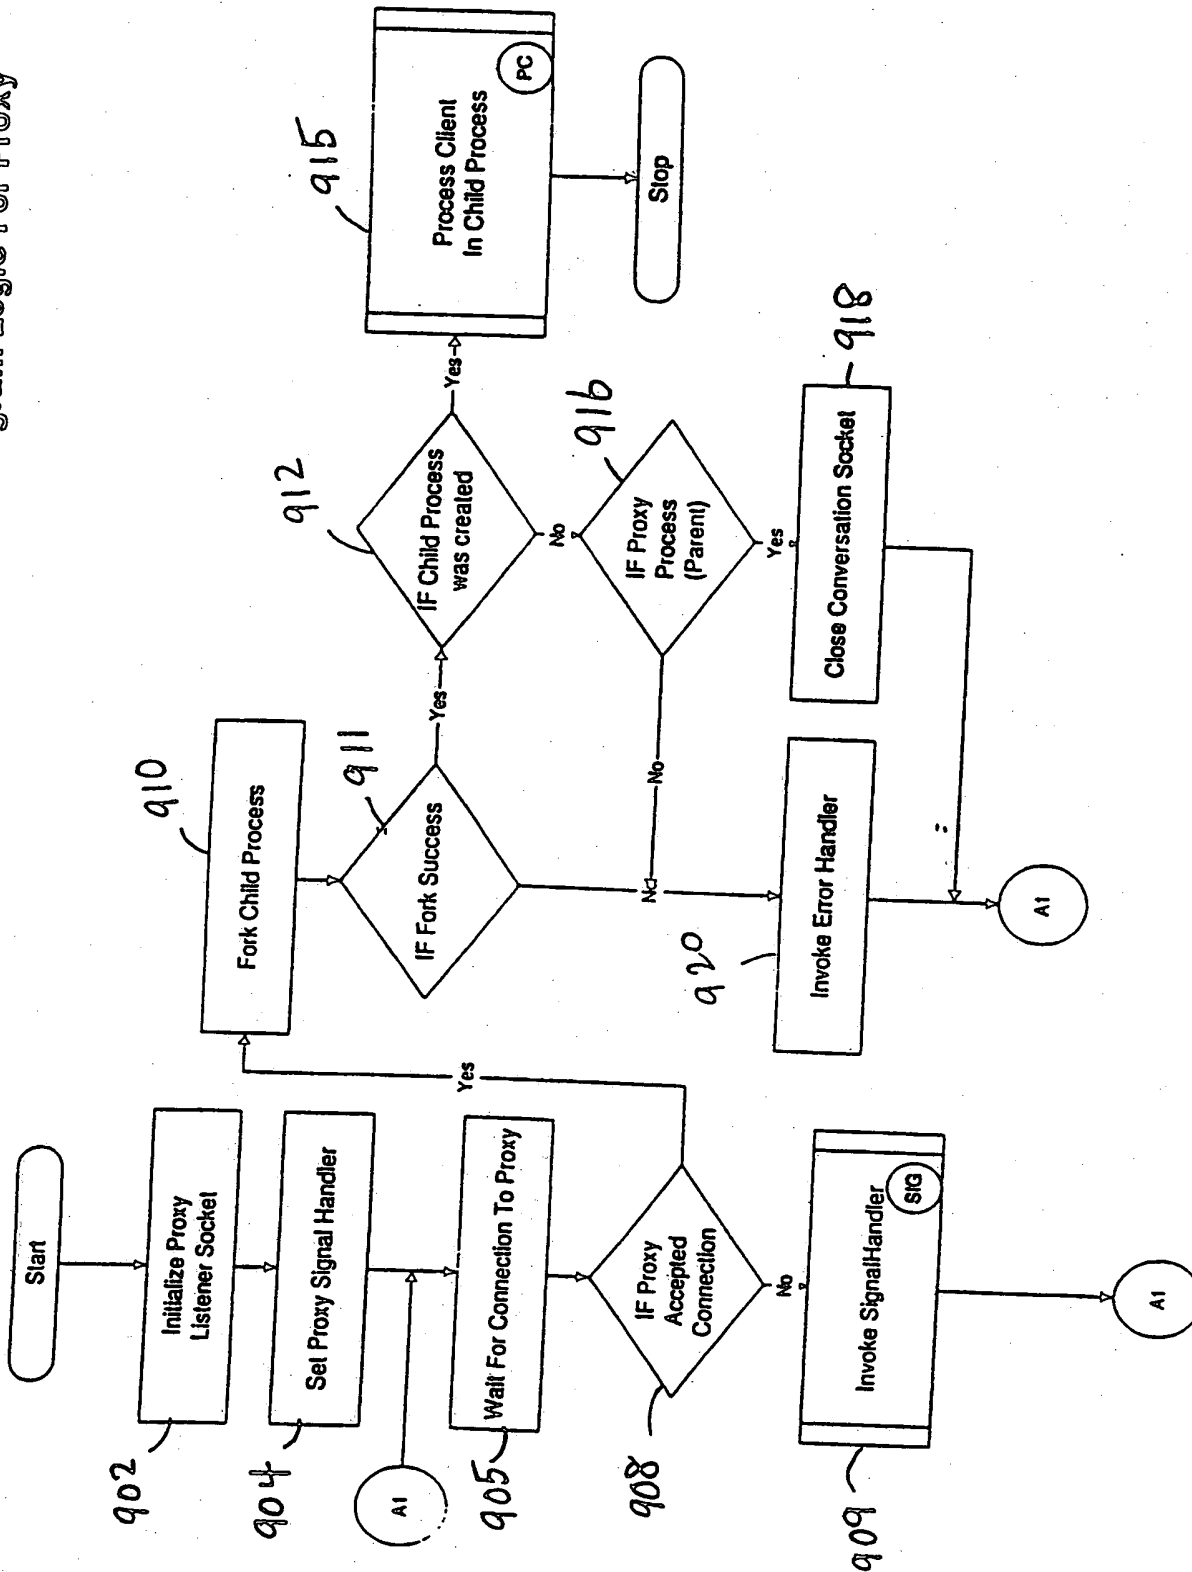 Logic For Proxy
Start
Initialize Proxy
Listener Socket
902
Set Proxy Signal Handler
904
A1
Wait For Connection To Proxy
905
IF Proxy
Accepted
Connection
908
Yes
No
Invoke SignalHandler
SIG
909
A1
Fork Child Process
910
IF Fork Success
911
Yes
No
IF Child Process
was created
912
Yes
No
Process Client
In Child Process
PC
915
Stop
IF Proxy
Process
(Parent)
916
No
Yes
Close Conversation Socket
918
Invoke Error Handler
920
A1